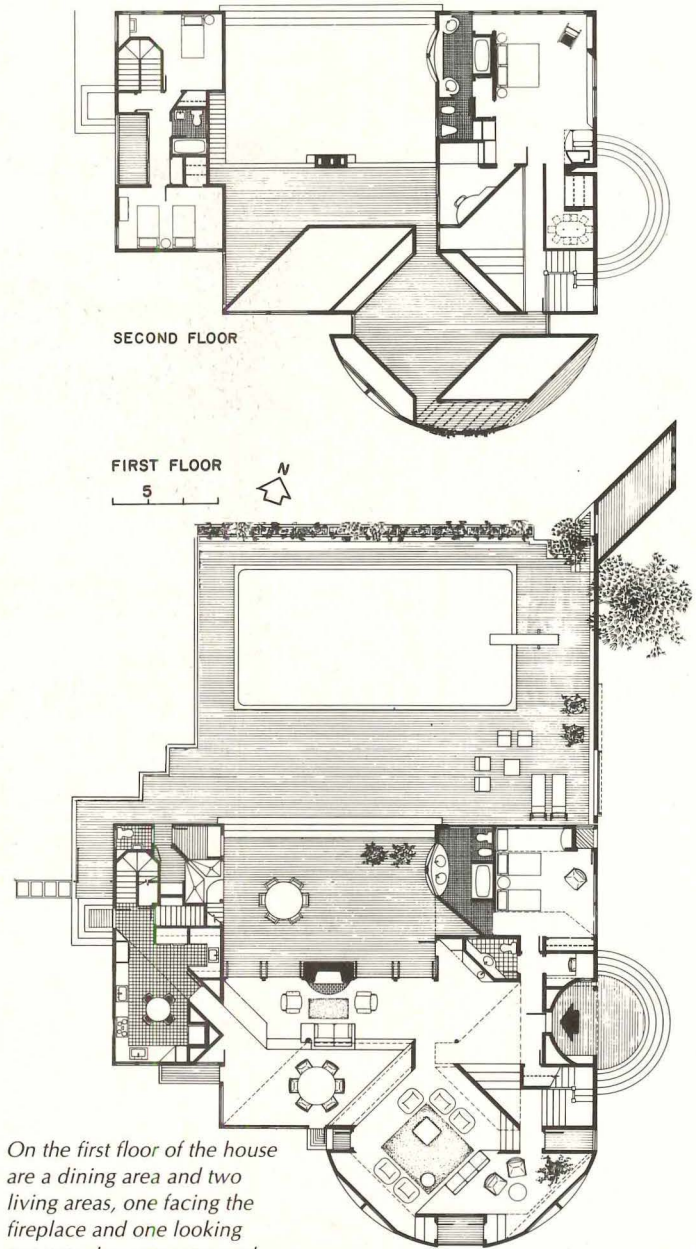 SECOND FLOOR
FIRST FLOOR
5
N
On the first floor of the house
are a dining area and two
living areas, one facing the
fireplace and one looking